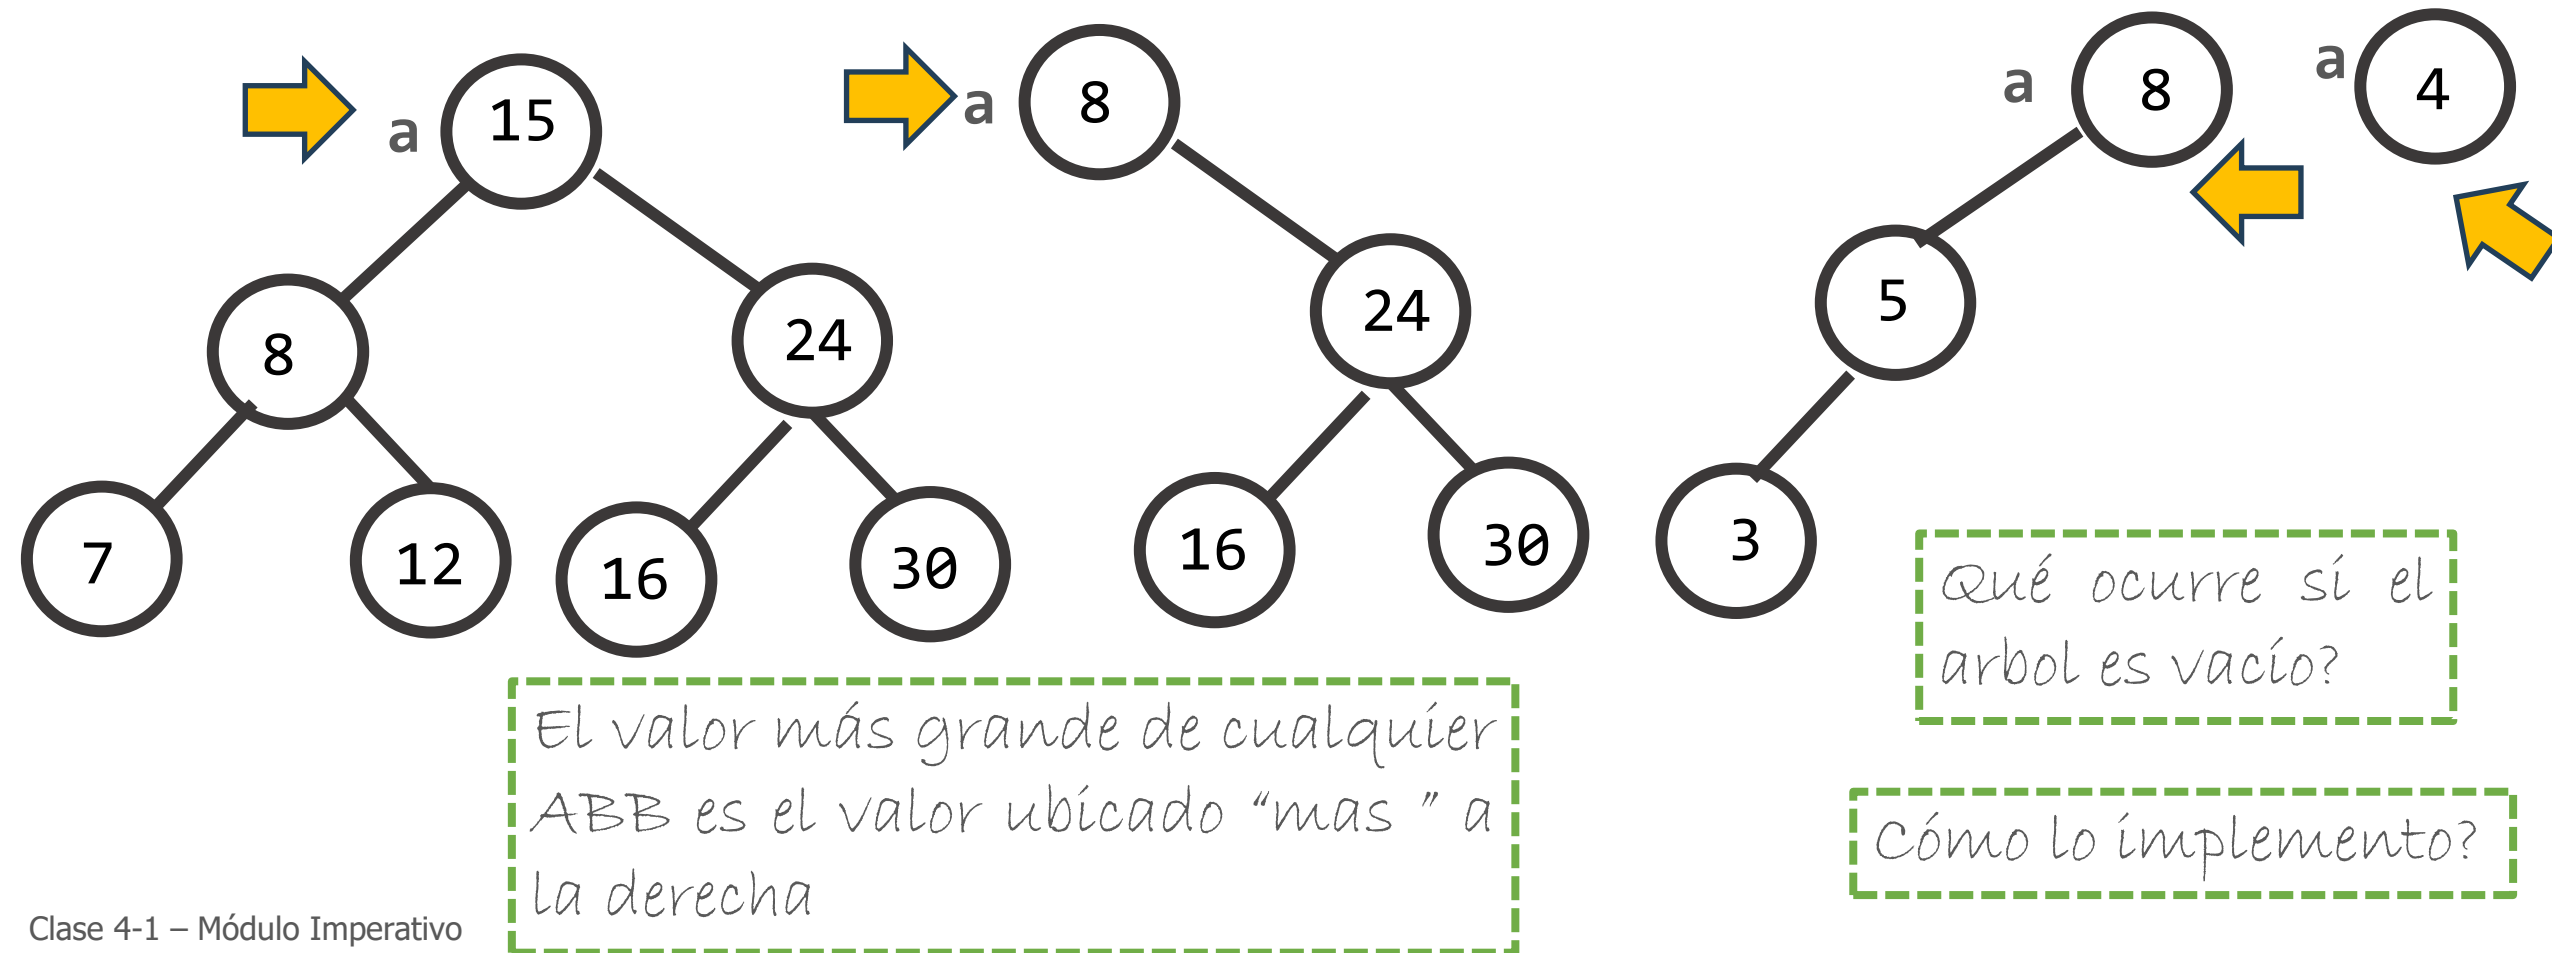 a
15
8
24
7
12
16
30
a
8
24
16
30
a
8
5
3
a
4
Qué ocurre si el
arbol es vacío?
El valor más grande de cualquier
ABB es el valor ubicado “mas ” a
la derecha
Cómo lo implemento?
Clase 4-1 – Módulo Imperativo